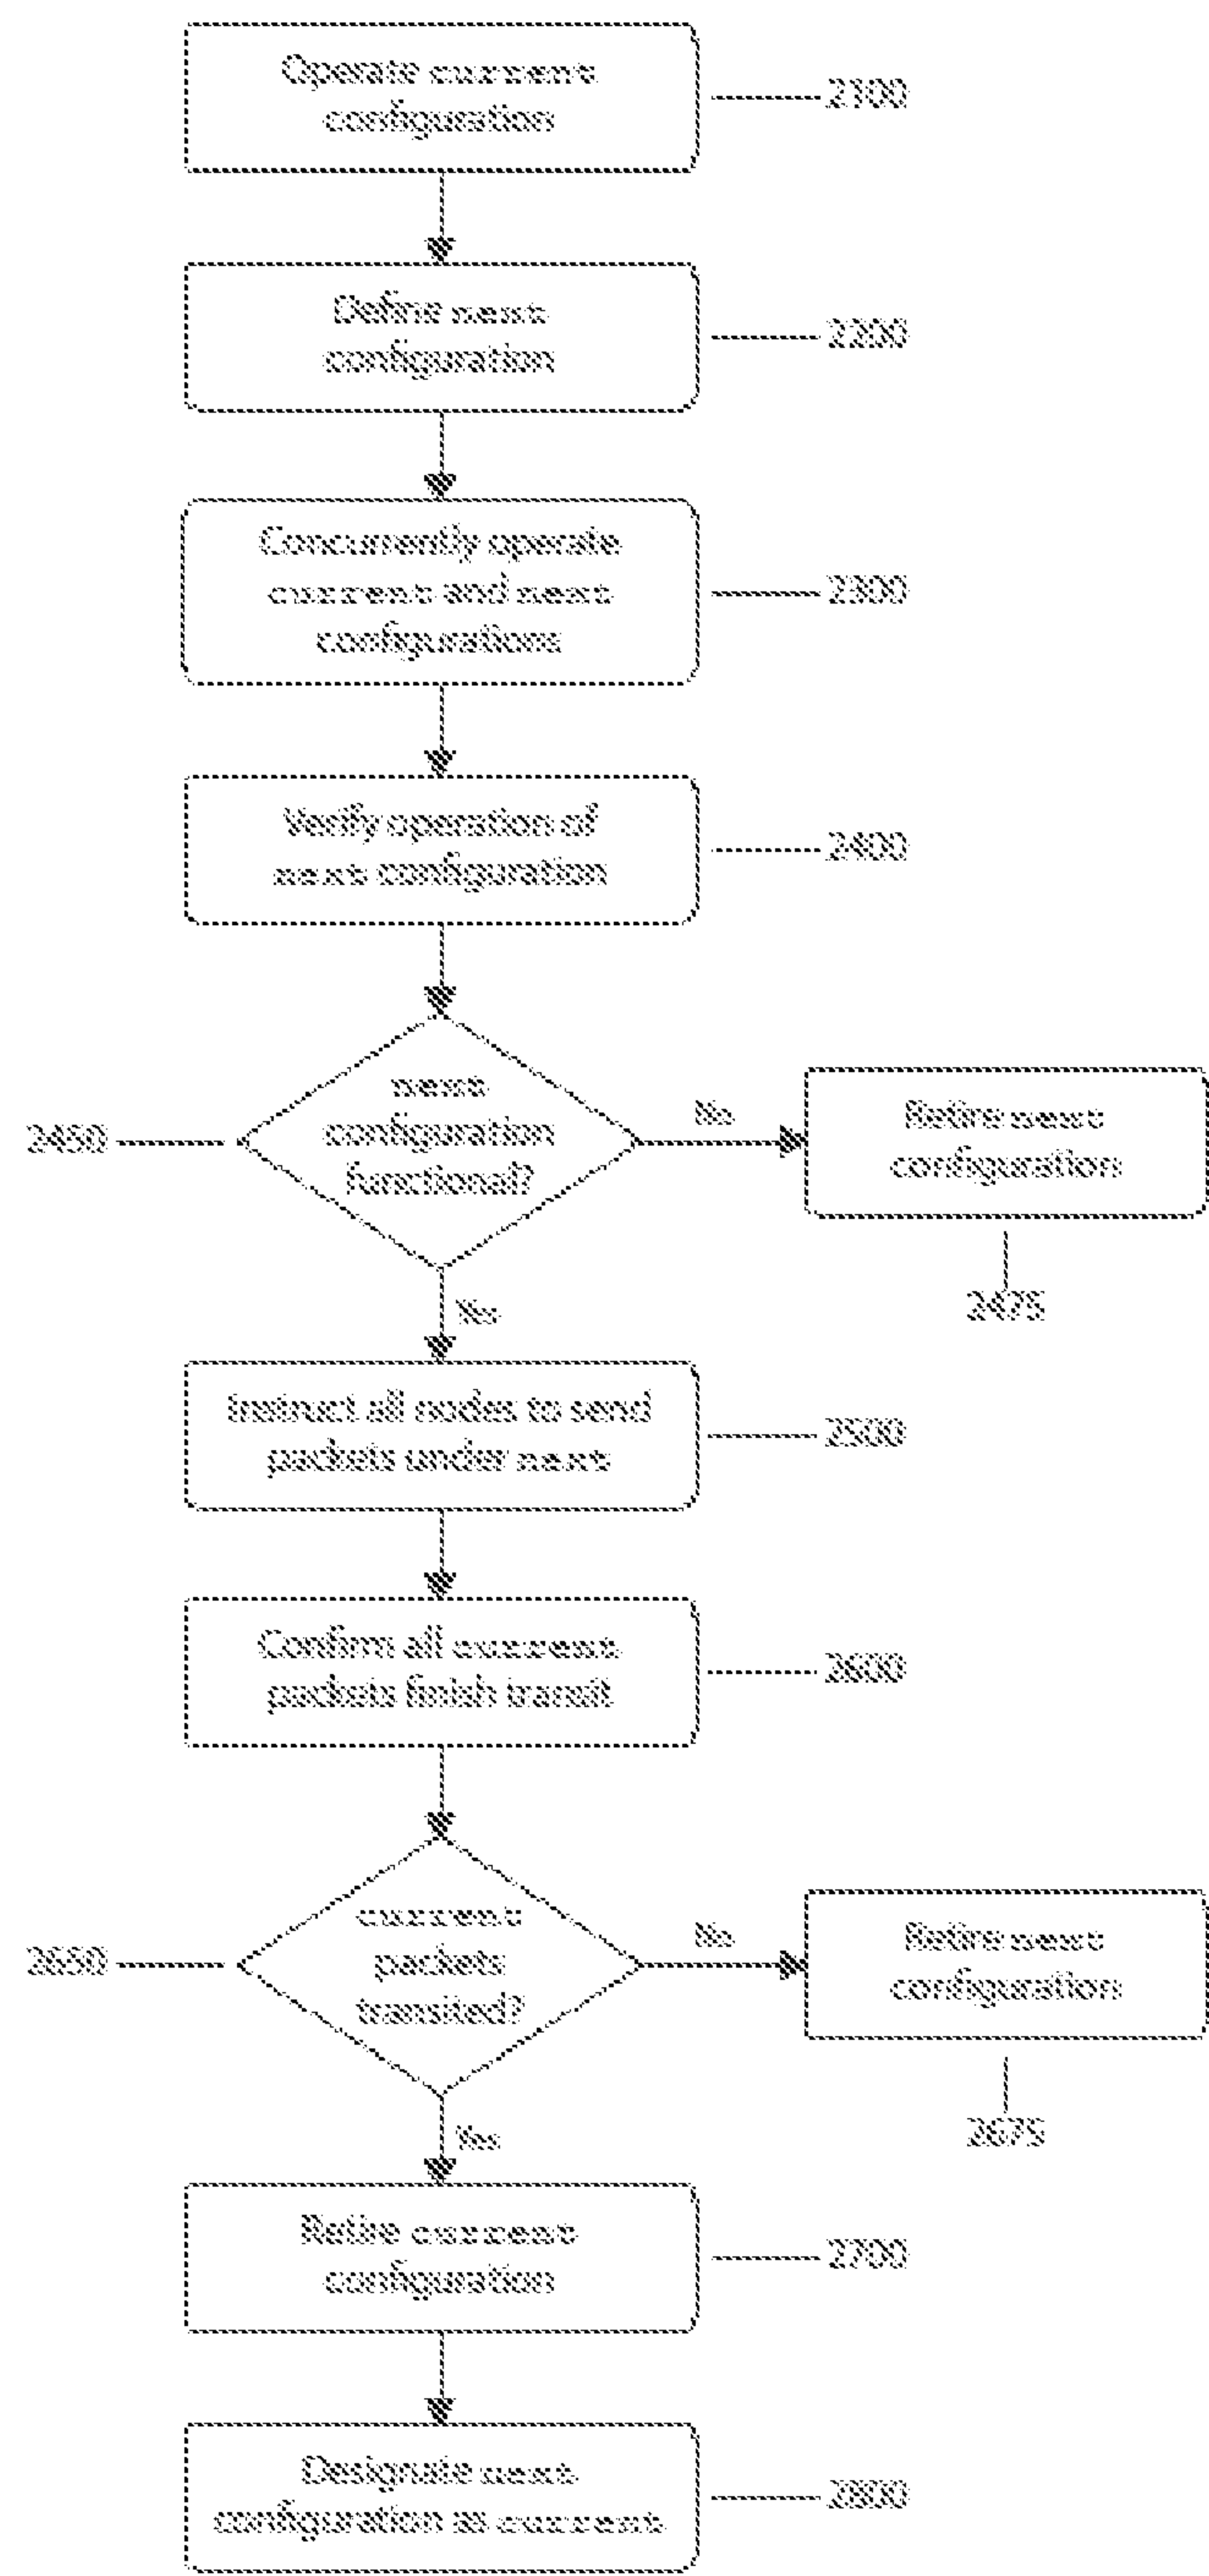 Operate current
configuration
2100
Define next
configuration
2200
Concurrently operate
current and next
configurations
2300
Verify operation of
next configuration
2400
next
configuration
functional?
2450
No
Retire next
configuration
2475
Yes
Instruct all nodes to send
packets under next
2500
Confirm all current
packets finish transit
2600
current
packets
transited?
2650
No
Retire next
configuration
2675
Yes
Retire current
configuration
2700
Designate next
configuration as current
2800